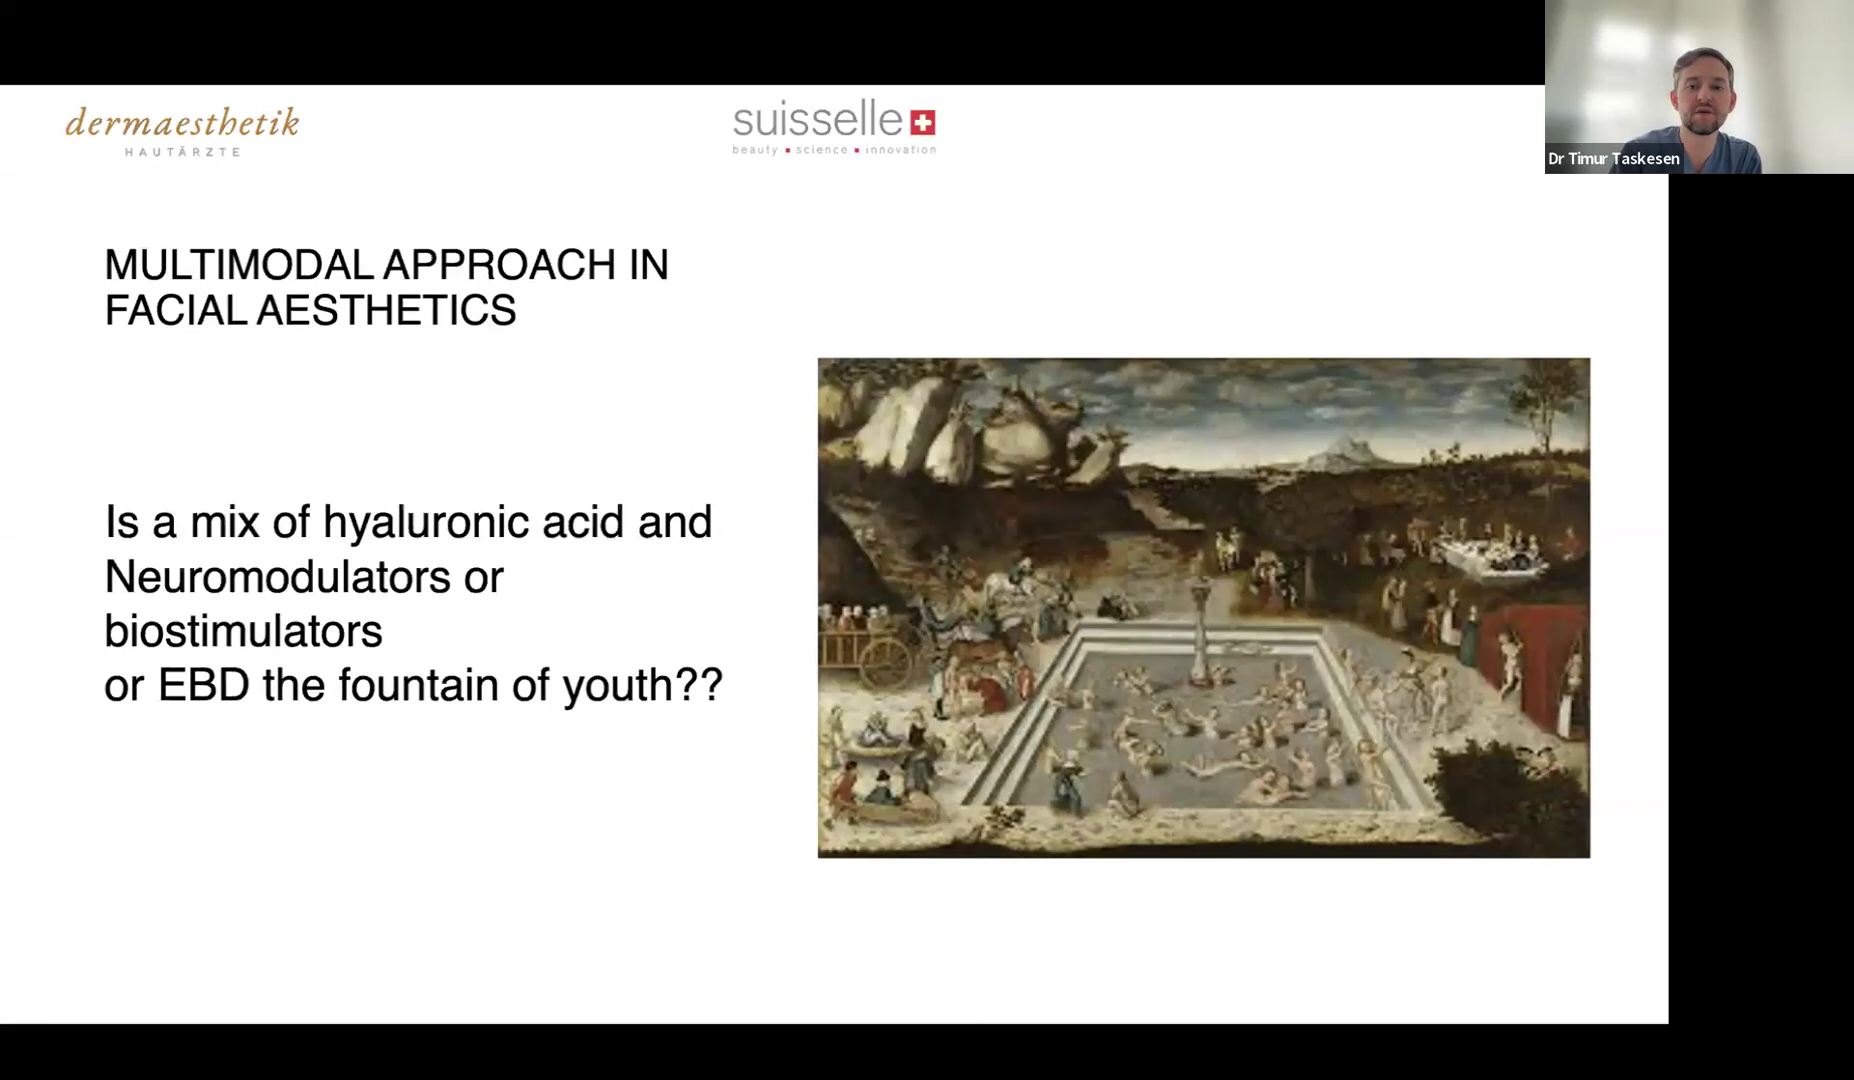 dermaesthetik
HAUTÄRZTE
suisselle
beauty ▪ science ▪ innovation
Dr Timur Taskesen
MULTIMODAL APPROACH IN
FACIAL AESTHETICS
Is a mix of hyaluronic acid and
Neuromodulators or
biostimulators
or EBD the fountain of youth??